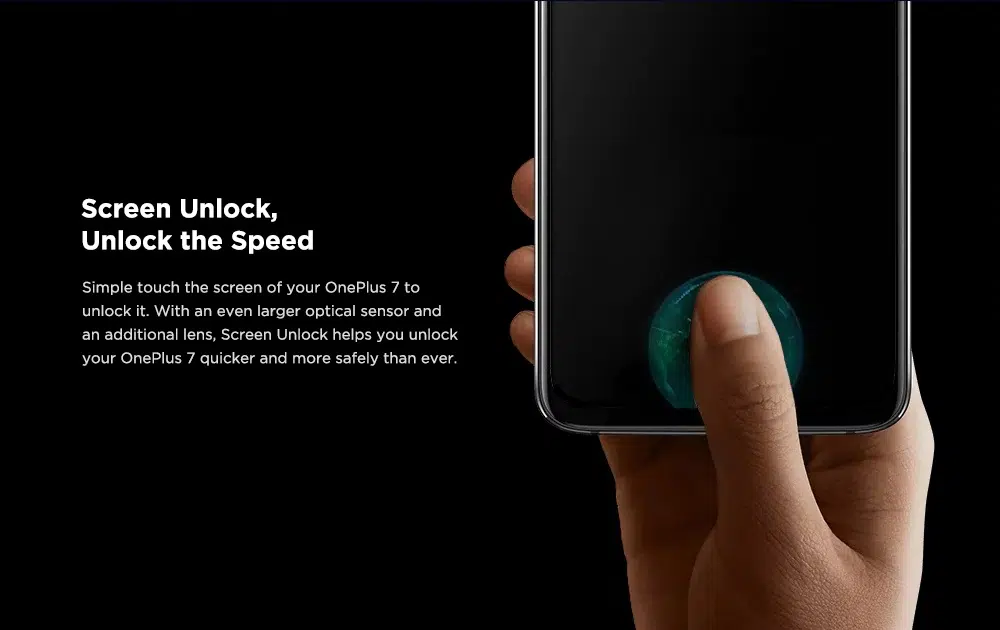 Screen Unlock,
Unlock the Speed
Simple touch the screen of your OnePlus 7 to
unlock it. With an even larger optical sensor and
an additional lens, Screen Unlock helps you unlock
your OnePlus 7 quicker and more safely than ever.